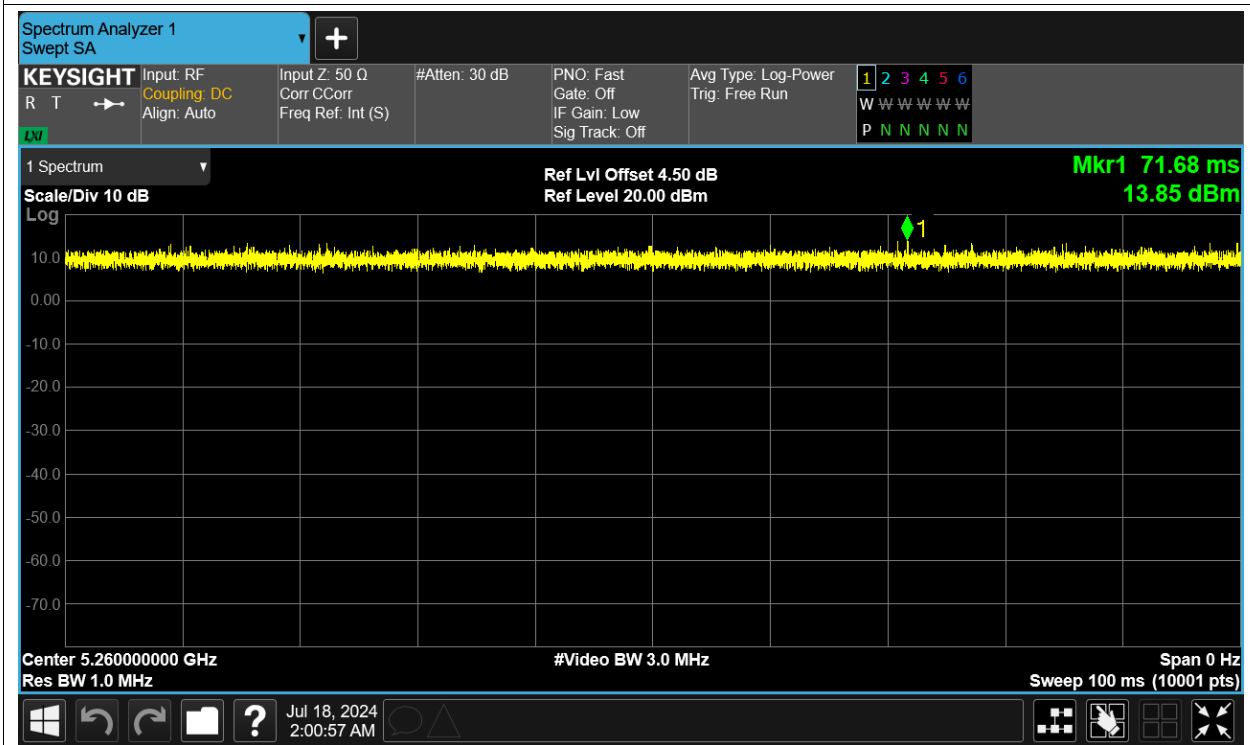 Spectrum Analyzer 1
Swept SA
KEYSIGHT
R T
LXI
Input: RF
Coupling: DC
Align: Auto
Input Z: 50 Ω
Corr CCorr
Freq Ref: Int (S)
#Atten: 30 dB
PNO: Fast
Gate: Off
IF Gain: Low
Sig Track: Off
Avg Type: Log-Power
Trig: Free Run
1 2 3 4 5 6
W W W W W W
P N N N N N
1 Spectrum
Scale/Div 10 dB
Log
Ref Lvl Offset 4.50 dB
Ref Level 20.00 dBm
Mkr1 71.68 ms
13.85 dBm
1
10.0
0.00
-10.0
-20.0
-30.0
-40.0
-50.0
-60.0
-70.0
Center 5.260000000 GHz
Res BW 1.0 MHz
#Video BW 3.0 MHz
Span 0 Hz
Sweep 100 ms (10001 pts)
?
Jul 18, 2024
2:00:57 AM